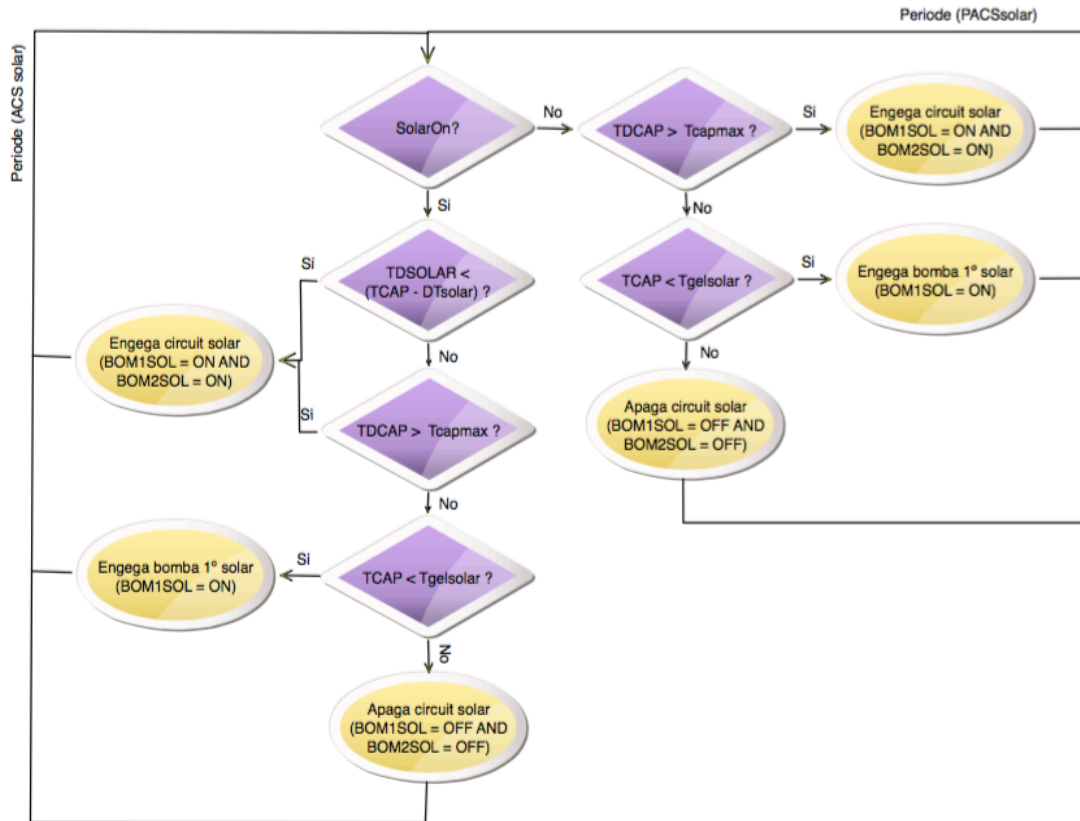 Periode (PACSsolar)
Periode (ACS solar)
SolarOn?
No
TDCAP > Tcapmax ?
Si
Engega circuit solar
(BOM1SOL = ON AND
BOM2SOL = ON)
Si
No
Si
TDSOLAR <
(TCAP - DTsolar) ?
TCAP < Tgelsolar ?
Si
Engega bomba 1º solar
(BOM1SOL = ON)
Engega circuit solar
(BOM1SOL = ON AND
BOM2SOL = ON)
No
No
Si
TDCAP > Tcapmax ?
Apaga circuit solar
(BOM1SOL = OFF AND
BOM2SOL = OFF)
No
Engega bomba 1º solar
(BOM1SOL = ON)
Si
TCAP < Tgelsolar ?
No
Apaga circuit solar
(BOM1SOL = OFF AND
BOM2SOL = OFF)